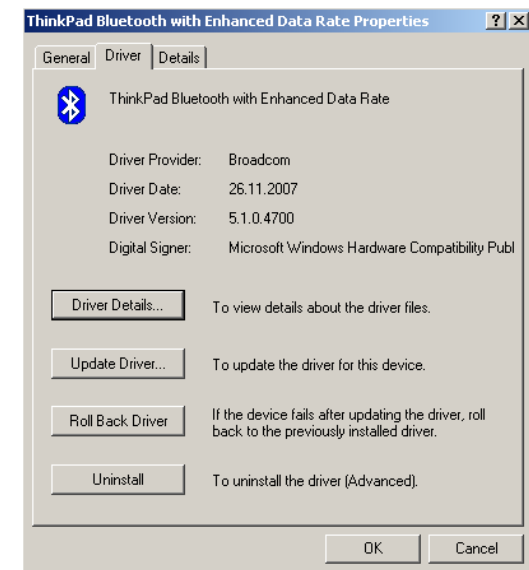 ThinkPad Bluetooth with Enhanced Data Rate Properties
General Driver Details
ThinkPad Bluetooth with Enhanced Data Rate
Driver Provider: Broadcom
Driver Date: 26.11.2007
Driver Version: 5.1.0.4700
Digital Signer: Microsoft Windows Hardware Compatibility Publ
Driver Details... To view details about the driver files.
Update Driver... To update the driver for this device.
Roll Back Driver If the device fails after updating the driver, roll
back to the previously installed driver.
Uninstall To uninstall the driver (Advanced).
OK Cancel